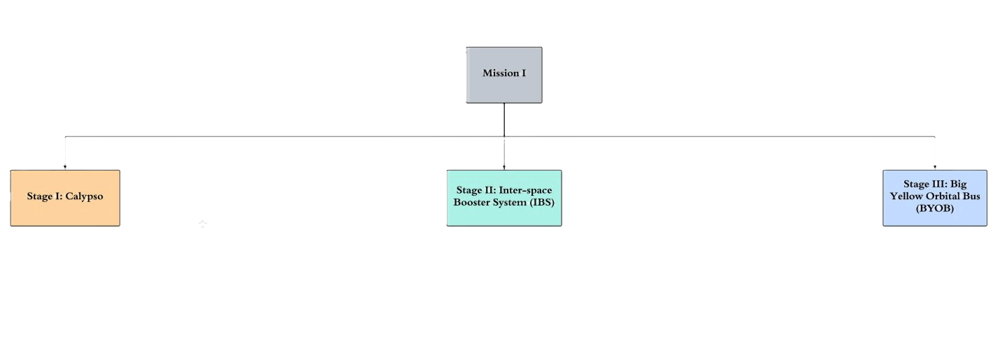 Mission I
Stage I: Calypso
Stage II: Inter-space
Booster System (IBS)
Stage III: Big
Yellow Orbital Bus
(BYOB)